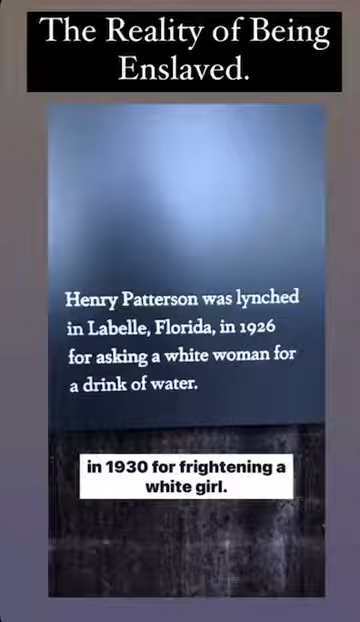 The Reality of Being
Enslaved.
Henry Patterson was lynched
in Labelle, Florida, in 1926
for asking a white woman for
a drink of water.
in 1930 for frightening a
white girl.